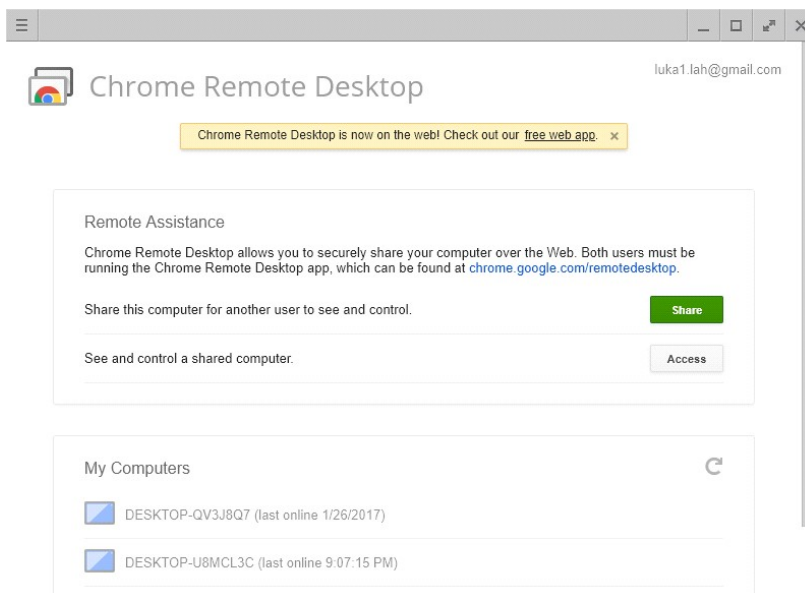 luka1.lah@gmail.com
Chrome Remote Desktop
Chrome Remote Desktop is now on the web! Check out our free web app. ×
Remote Assistance
Chrome Remote Desktop allows you to securely share your computer over the Web. Both users must be
running the Chrome Remote Desktop app, which can be found at chrome.google.com/remotedesktop.
Share this computer for another user to see and control. Share
See and control a shared computer. Access
My Computers
DESKTOP-QV3J8Q7 (last online 1/26/2017)
DESKTOP-U8MCL3C (last online 9:07:15 PM)